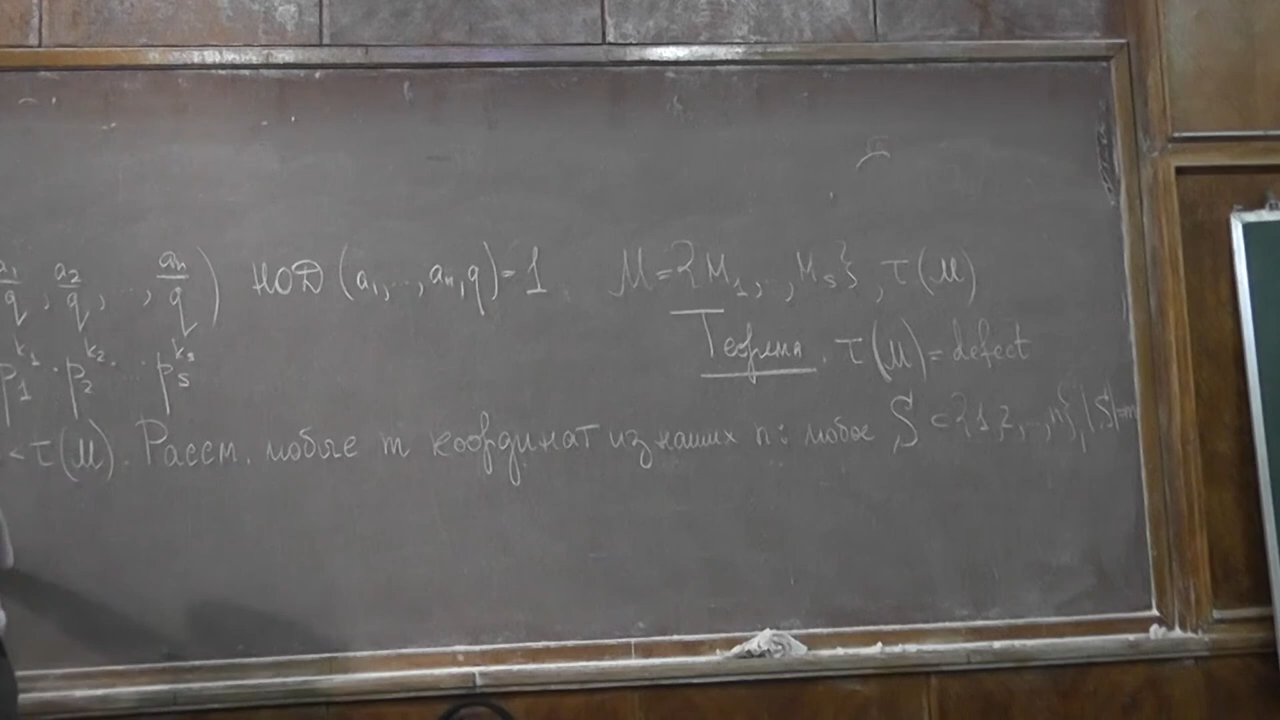 a₁/q, a₂/q, ..., aₙ/q) НОД (a₁, ..., aₙ, q) = 1 M = {M₁, ..., Mₛ}, τ(M)
p₁^k₁ · p₂^k₂ · ... pₛ^kₛ Теорема. τ(M) = defect
< τ(M). Рассм. любые m координат из наших n: любое S ⊂ {1, 2, ..., n}, |S| = m